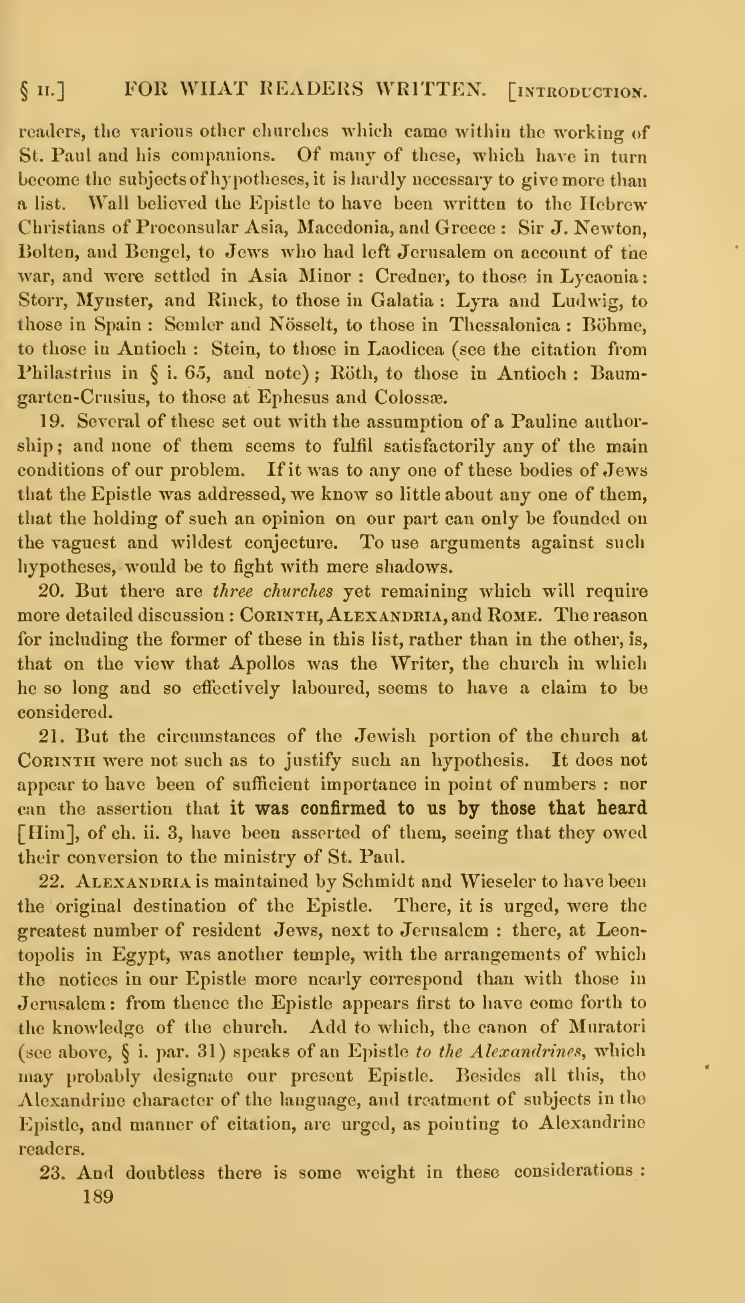 § II.] FOR WHAT READERS WRITTEN. [INTRODUCTION.
readers, the various other churches which came within the working of
St. Paul and his companions. Of many of these, which have in turn
become the subjects of hypotheses, it is hardly necessary to give more than
a list. Wall believed the Epistle to have been written to the Hebrew
Christians of Proconsular Asia, Macedonia, and Greece : Sir J. Newton,
Bolten, and Bengel, to Jews who had left Jerusalem on account of the
war, and were settled in Asia Minor : Credner, to those in Lycaonia :
Storr, Mynster, and Rinck, to those in Galatia : Lyra and Ludwig, to
those in Spain : Semler and Nösselt, to those in Thessalonica : Böhme,
to those in Antioch : Stein, to those in Laodicea (see the citation from
Philastrius in § i. 65, and note) ; Röth, to those in Antioch : Baum-
garten-Crusius, to those at Ephesus and Colossæ.
19. Several of these set out with the assumption of a Pauline author-
ship ; and none of them seems to fulfil satisfactorily any of the main
conditions of our problem. If it was to any one of these bodies of Jews
that the Epistle was addressed, we know so little about any one of them,
that the holding of such an opinion on our part can only be founded on
the vaguest and wildest conjecture. To use arguments against such
hypotheses, would be to fight with mere shadows.
20. But there are three churches yet remaining which will require
more detailed discussion : CORINTH, ALEXANDRIA, and ROME. The reason
for including the former of these in this list, rather than in the other, is,
that on the view that Apollos was the Writer, the church in which
he so long and so effectively laboured, seems to have a claim to be
considered.
21. But the circumstances of the Jewish portion of the church at
CORINTH were not such as to justify such an hypothesis. It does not
appear to have been of sufficient importance in point of numbers : nor
can the assertion that it was confirmed to us by those that heard
[Him], of ch. ii. 3, have been asserted of them, seeing that they owed
their conversion to the ministry of St. Paul.
22. ALEXANDRIA is maintained by Schmidt and Wieseler to have been
the original destination of the Epistle. There, it is urged, were the
greatest number of resident Jews, next to Jerusalem : there, at Leon-
topolis in Egypt, was another temple, with the arrangements of which
the notices in our Epistle more nearly correspond than with those in
Jerusalem : from thence the Epistle appears first to have come forth to
the knowledge of the church. Add to which, the canon of Muratori
(see above, § i. par. 31) speaks of an Epistle to the Alexandrines, which
may probably designate our present Epistle. Besides all this, the
Alexandrine character of the language, and treatment of subjects in the
Epistle, and manner of citation, are urged, as pointing to Alexandrine
readers.
23. And doubtless there is some weight in these considerations :
189